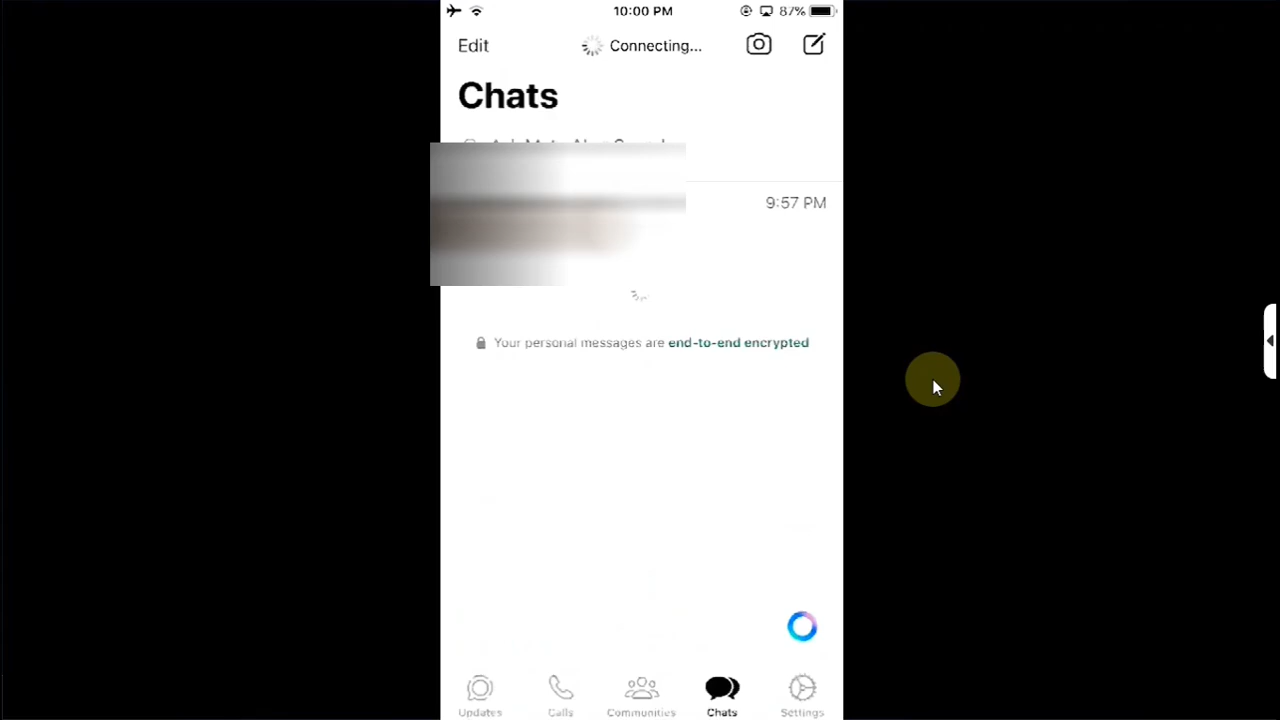 10:00 PM 87%
Edit Connecting...
Chats
9:57 PM
Your personal messages are end-to-end encrypted
Updates Calls Communities Chats Settings